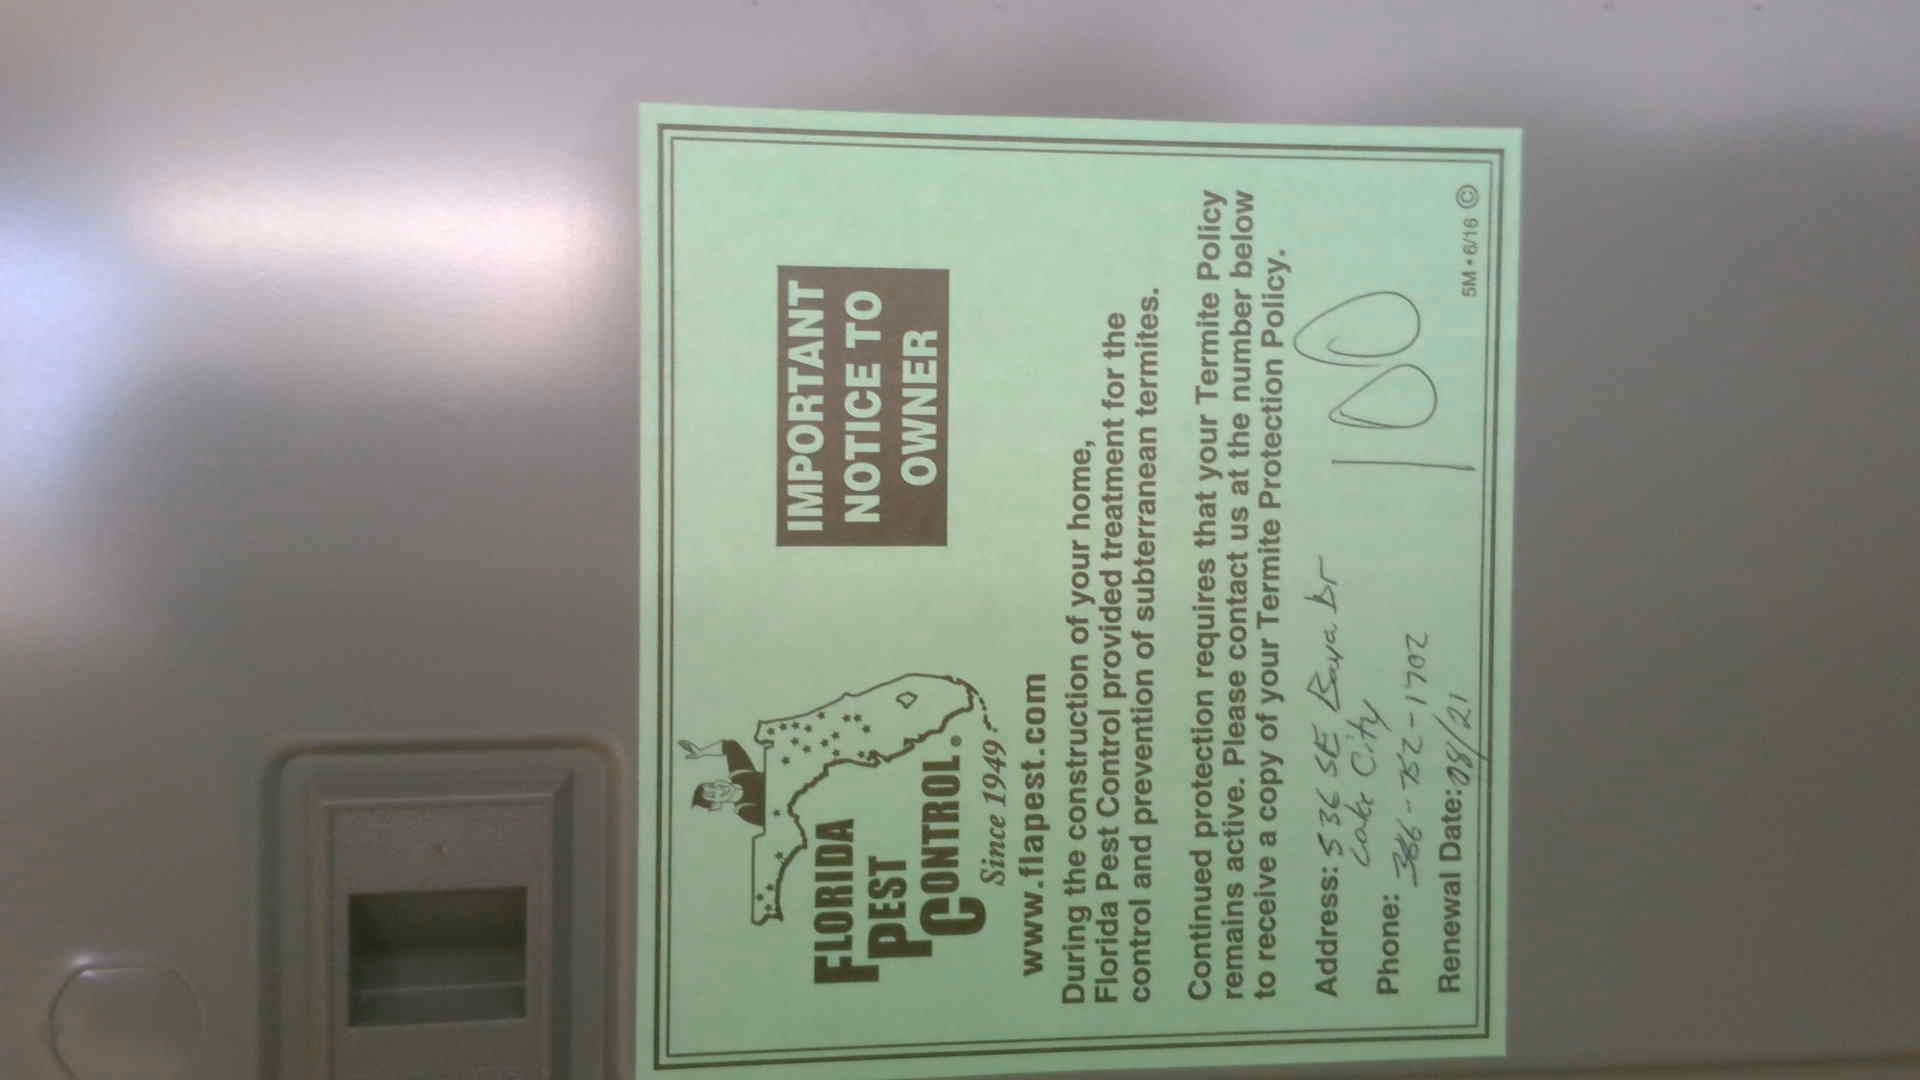 FLORIDA
PEST
CONTROL®
Since 1949
www.flapest.com
IMPORTANT
NOTICE TO
OWNER
During the construction of your home,
Florida Pest Control provided treatment for the
control and prevention of subterranean termites.
Continued protection requires that your Termite Policy
remains active. Please contact us at the number below
to receive a copy of your Termite Protection Policy.
Address: 536 SE Baya Dr
Lake City
Phone: 386-752-1702
Renewal Date: 08/21
100
5M • 6/16 ©